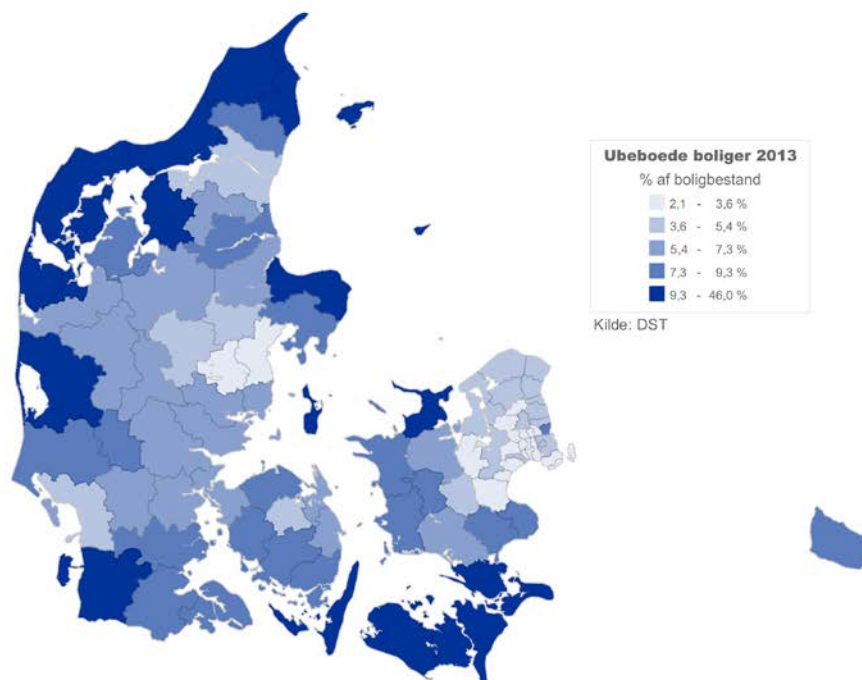 Ubeboede boliger 2013
% af boligbestand
2,1 - 3,6 %
3,6 - 5,4 %
5,4 - 7,3 %
7,3 - 9,3 %
9,3 - 46,0 %
Kilde: DST